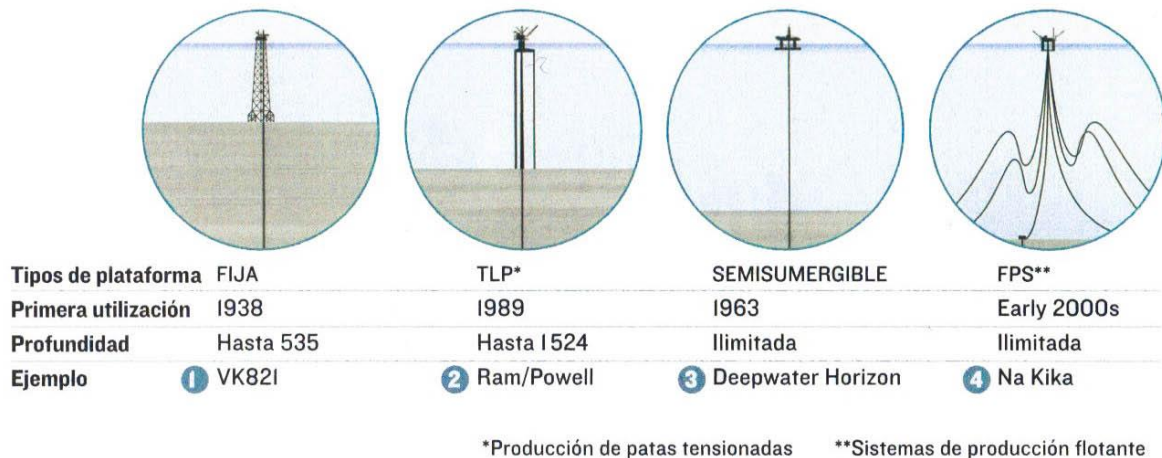 Tipos de plataforma FIJA TLP* SEMISUMERGIBLE FPS**
Primera utilización 1938 1989 1963 Early 2000s
Profundidad Hasta 535 Hasta 1524 Ilimitada Ilimitada
Ejemplo 1 VK821 2 Ram/Powell 3 Deepwater Horizon 4 Na Kika
*Producción de patas tensionadas **Sistemas de producción flotante